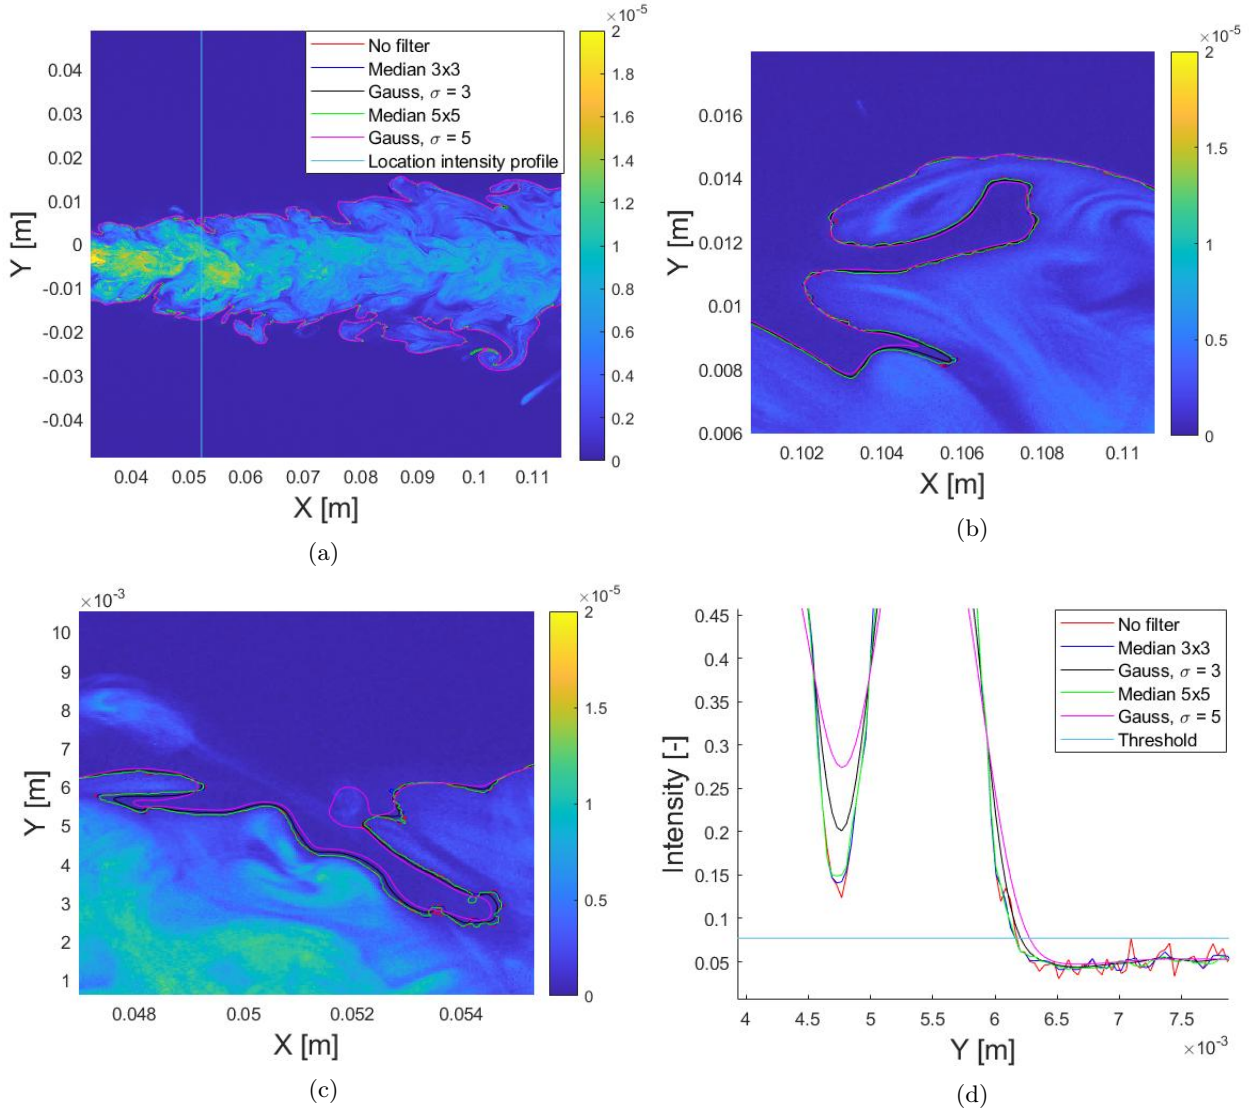 ×10⁻⁵
No filter
Median 3x3
Gauss, σ = 3
Median 5x5
Gauss, σ = 5
Location intensity profile
Y [m]
0.04
0.03
0.02
0.01
0
-0.01
-0.02
-0.03
-0.04
0.04 0.05 0.06 0.07 0.08 0.09 0.1 0.11
X [m]
2
1.8
1.6
1.4
1.2
1
0.8
0.6
0.4
0.2
0
(a)
×10⁻⁵
Y [m]
0.016
0.014
0.012
0.01
0.008
0.006
0.102 0.104 0.106 0.108 0.11
X [m]
2
1.5
1
0.5
0
(b)
×10⁻³
×10⁻⁵
Y [m]
10
9
8
7
6
5
4
3
2
1
0.048 0.05 0.052 0.054
X [m]
2
1.5
1
0.5
0
(c)
No filter
Median 3x3
Gauss, σ = 3
Median 5x5
Gauss, σ = 5
Threshold
Intensity [-]
0.45
0.4
0.35
0.3
0.25
0.2
0.15
0.1
0.05
4 4.5 5 5.5 6 6.5 7 7.5
Y [m]
×10⁻³
(d)